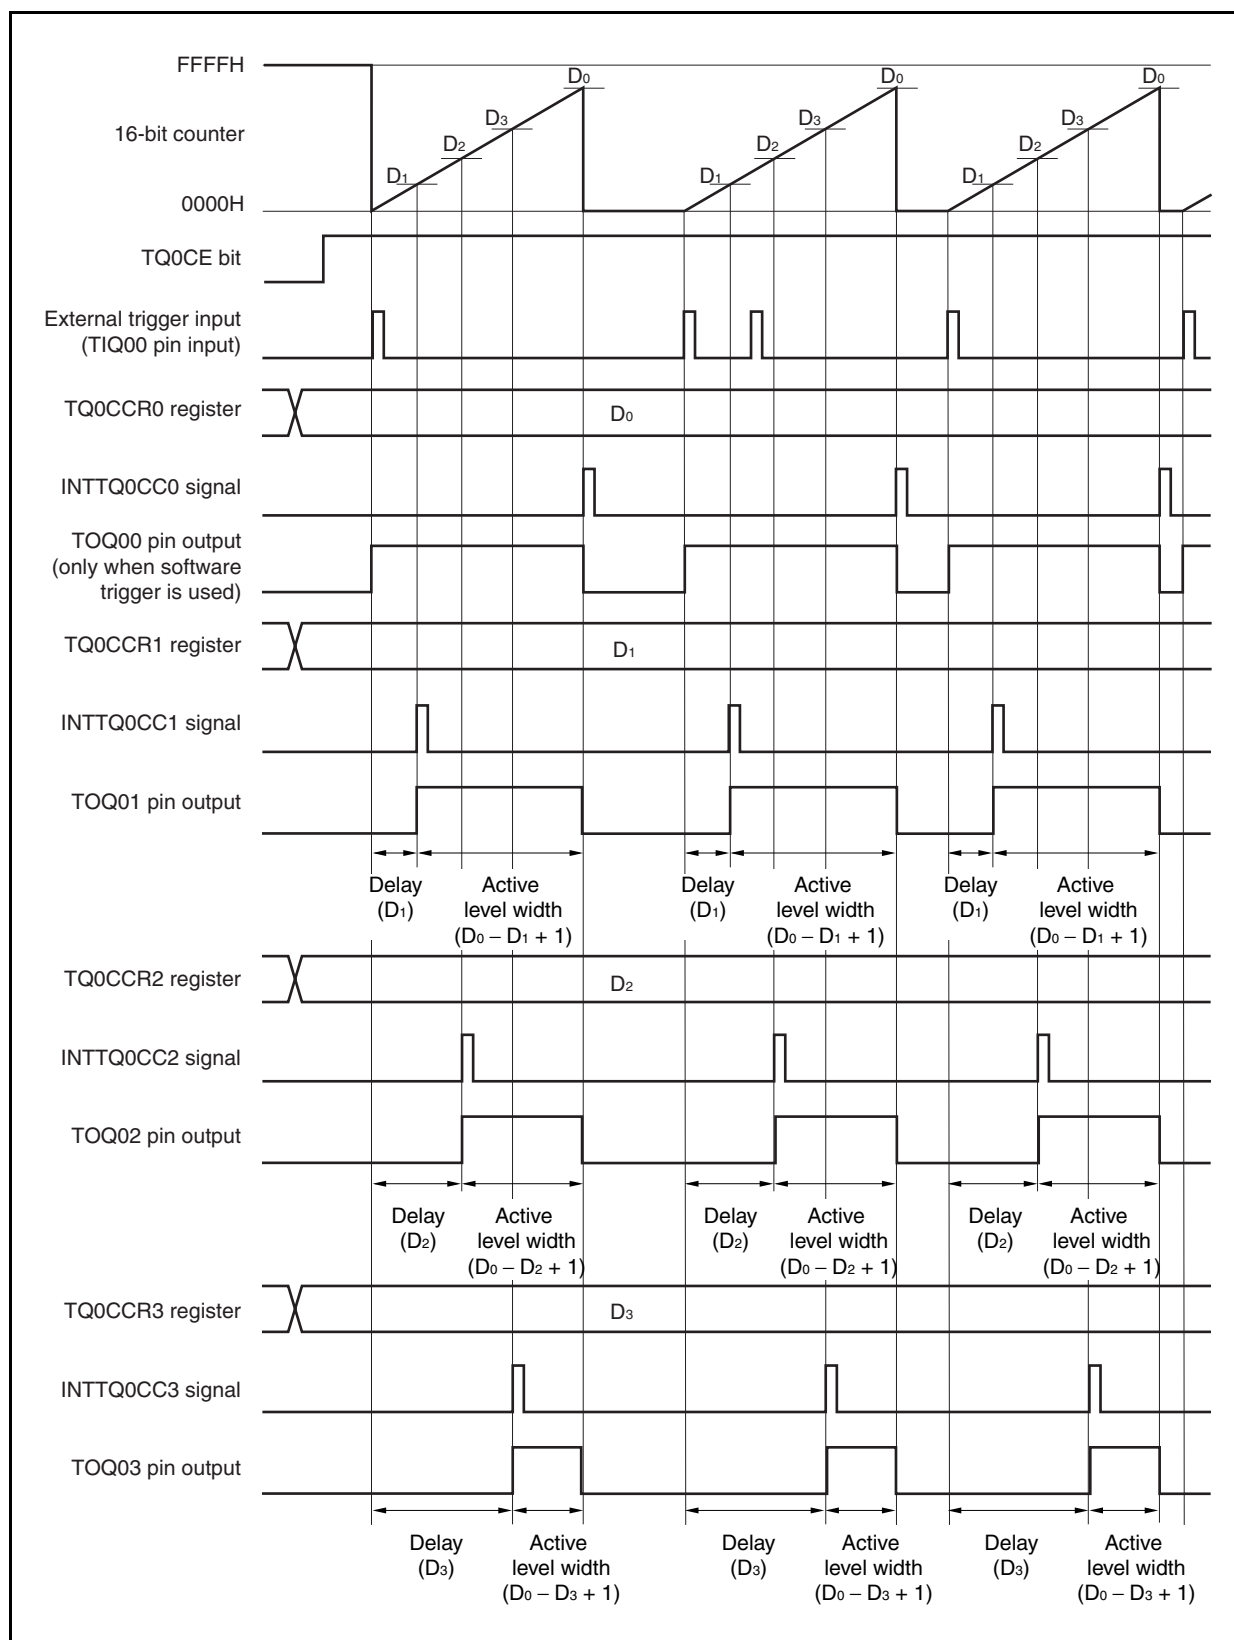 FFFFH
D0
D0
D0
16-bit counter
D3
D3
D3
D2
D2
D2
D1
D1
D1
0000H
TQ0CE bit
External trigger input
(TIQ00 pin input)
TQ0CCR0 register
D0
INTTQ0CC0 signal
TOQ00 pin output
(only when software
trigger is used)
TQ0CCR1 register
D1
INTTQ0CC1 signal
TOQ01 pin output
Delay
(D1)
Active
level width
(D0 – D1 + 1)
Delay
(D1)
Active
level width
(D0 – D1 + 1)
Delay
(D1)
Active
level width
(D0 – D1 + 1)
TQ0CCR2 register
D2
INTTQ0CC2 signal
TOQ02 pin output
Delay
(D2)
Active
level width
(D0 – D2 + 1)
Delay
(D2)
Active
level width
(D0 – D2 + 1)
Delay
(D2)
Active
level width
(D0 – D2 + 1)
TQ0CCR3 register
D3
INTTQ0CC3 signal
TOQ03 pin output
Delay
(D3)
Active
level width
(D0 – D3 + 1)
Delay
(D3)
Active
level width
(D0 – D3 + 1)
Delay
(D3)
Active
level width
(D0 – D3 + 1)